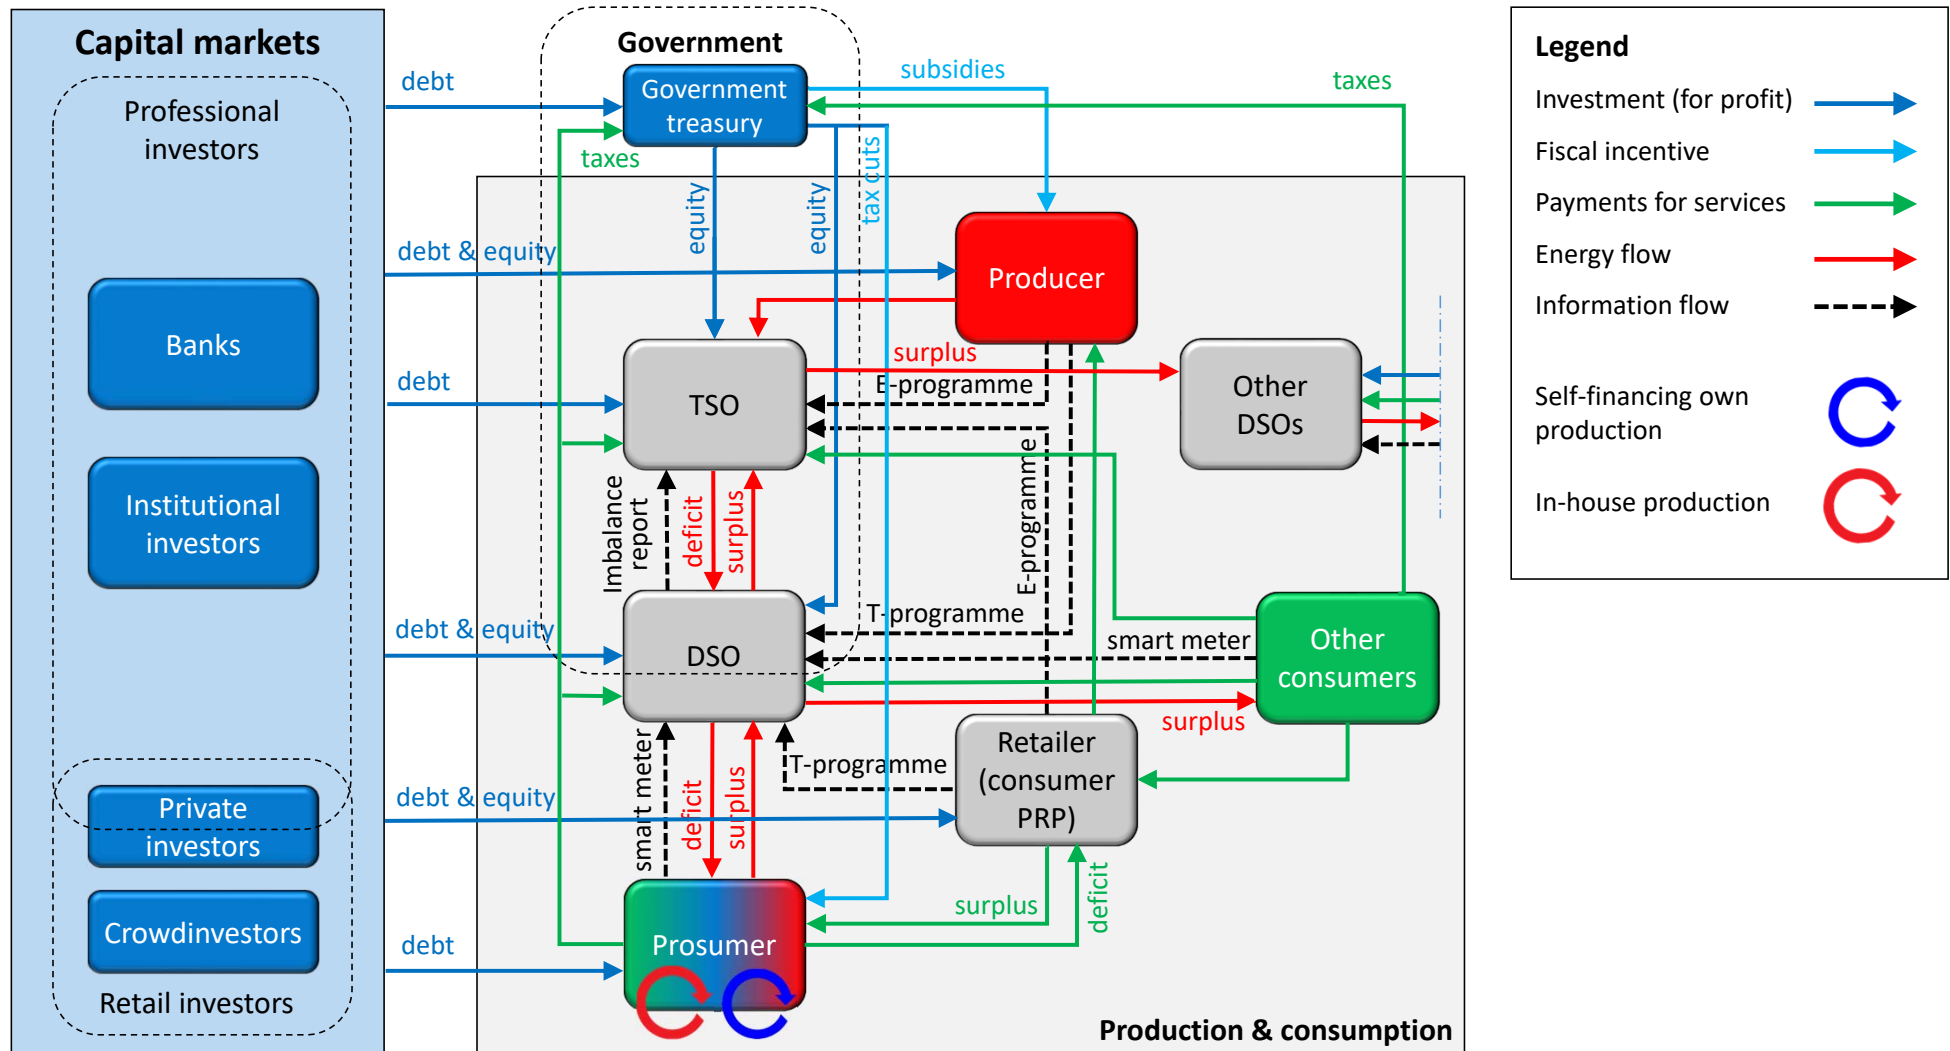 Capital markets
Professional
investors
Banks
Institutional
investors
Private
investors
Crowdinvestors
Retail investors
debt
debt & equity
debt
debt & equity
debt & equity
debt
Government
Government
treasury
taxes
subsidies
taxes
equity
equity
tax cuts
Producer
TSO
surplus
E-programme
Other
DSOs
Imbalance
report
deficit
surplus
E-programme
DSO
T-programme
smart meter
Other
consumers
surplus
smart meter
deficit
surplus
T-programme
Retailer
(consumer
PRP)
surplus
deficit
Prosumer
Production & consumption
Legend
Investment (for profit)
Fiscal incentive
Payments for services
Energy flow
Information flow
Self-financing own
production
In-house production